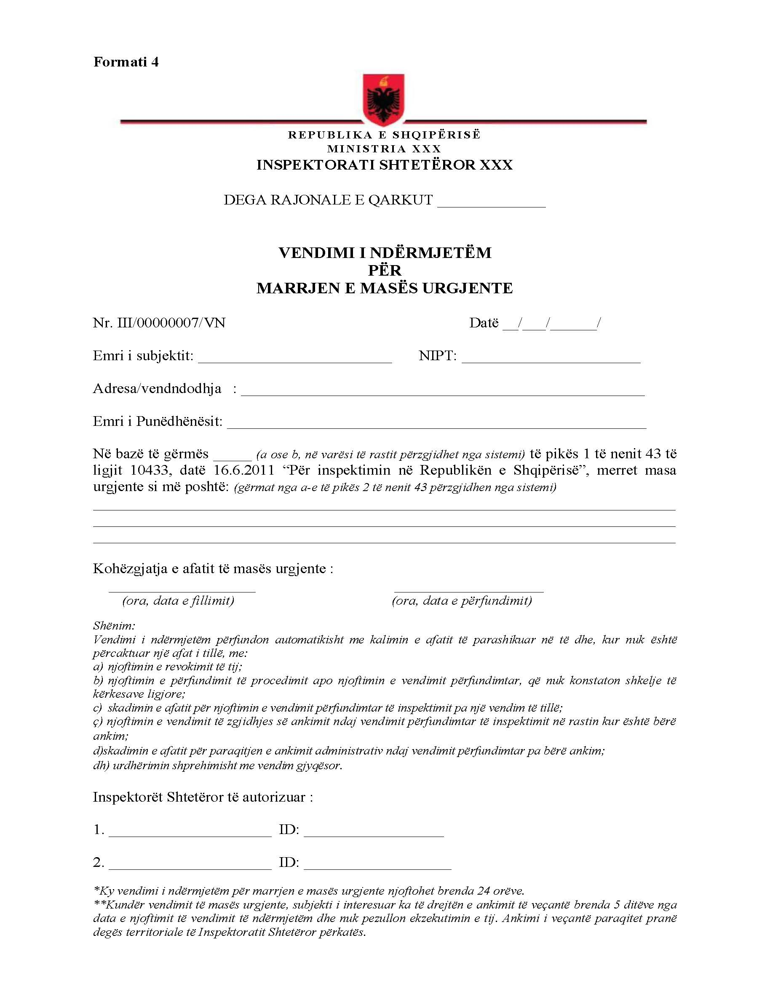 Formati 4
REPUBLIKA E SHQIPËRISË
MINISTRIA XXX
INSPEKTORATI SHTETËROR XXX
DEGA RAJONALE E QARKUT ______________
VENDIMI I NDËRMJETËM
PËR
MARRJEN E MASËS URGJENTE
Nr. III/00000007/VN Datë __/___/______/
Emri i subjektit: _________________________ NIPT: _______________________
Adresa/vendndodhja : ____________________________________________________
Emri i Punëdhënësit: ______________________________________________________
Në bazë të gërmës _____ (a ose b, në varësi të rastit përzgjidhet nga sistemi) të pikës 1 të nenit 43 të
ligjit 10433, datë 16.6.2011 “Për inspektimin në Republikën e Shqipërisë”, merret masa
urgjente si më poshtë: (gërmat nga a-e të pikës 2 të nenit 43 përzgjidhen nga sistemi)
___________________________________________________________________________
___________________________________________________________________________
___________________________________________________________________________
Kohëzgjatja e afatit të masës urgjente :
___________________ ___________________
(ora, data e fillimit) (ora, data e përfundimit)
Shënim:
Vendimi i ndërmjetëm përfundon automatikisht me kalimin e afatit të parashikuar në të dhe, kur nuk është
përcaktuar një afat i tillë, me:
a) njoftimin e revokimit të tij;
b) njoftimin e përfundimit të procedimit apo njoftimin e vendimit përfundimtar, që nuk konstaton shkelje të
kërkesave ligjore;
c) skadimin e afatit për njoftimin e vendimit përfundimtar të inspektimit pa një vendim të tillë;
ç) njoftimin e vendimit të zgjidhjes së ankimit ndaj vendimit përfundimtar të inspektimit në rastin kur është bërë
ankim;
d)skadimin e afatit për paraqitjen e ankimit administrativ ndaj vendimit përfundimtar pa bërë ankim;
dh) urdhërimin shprehimisht me vendim gjyqësor.
Inspektorët Shtetëror të autorizuar :
1. _____________________ ID: __________________
2. _____________________ ID: ___________________
*Ky vendimi i ndërmjetëm për marrjen e masës urgjente njoftohet brenda 24 orëve.
**Kundër vendimit të masës urgjente, subjekti i interesuar ka të drejtën e ankimit të veçantë brenda 5 ditëve nga
data e njoftimit të vendimit të ndërmjetëm dhe nuk pezullon ekzekutimin e tij. Ankimi i veçantë paraqitet pranë
degës territoriale të Inspektoratit Shtetëror përkatës.